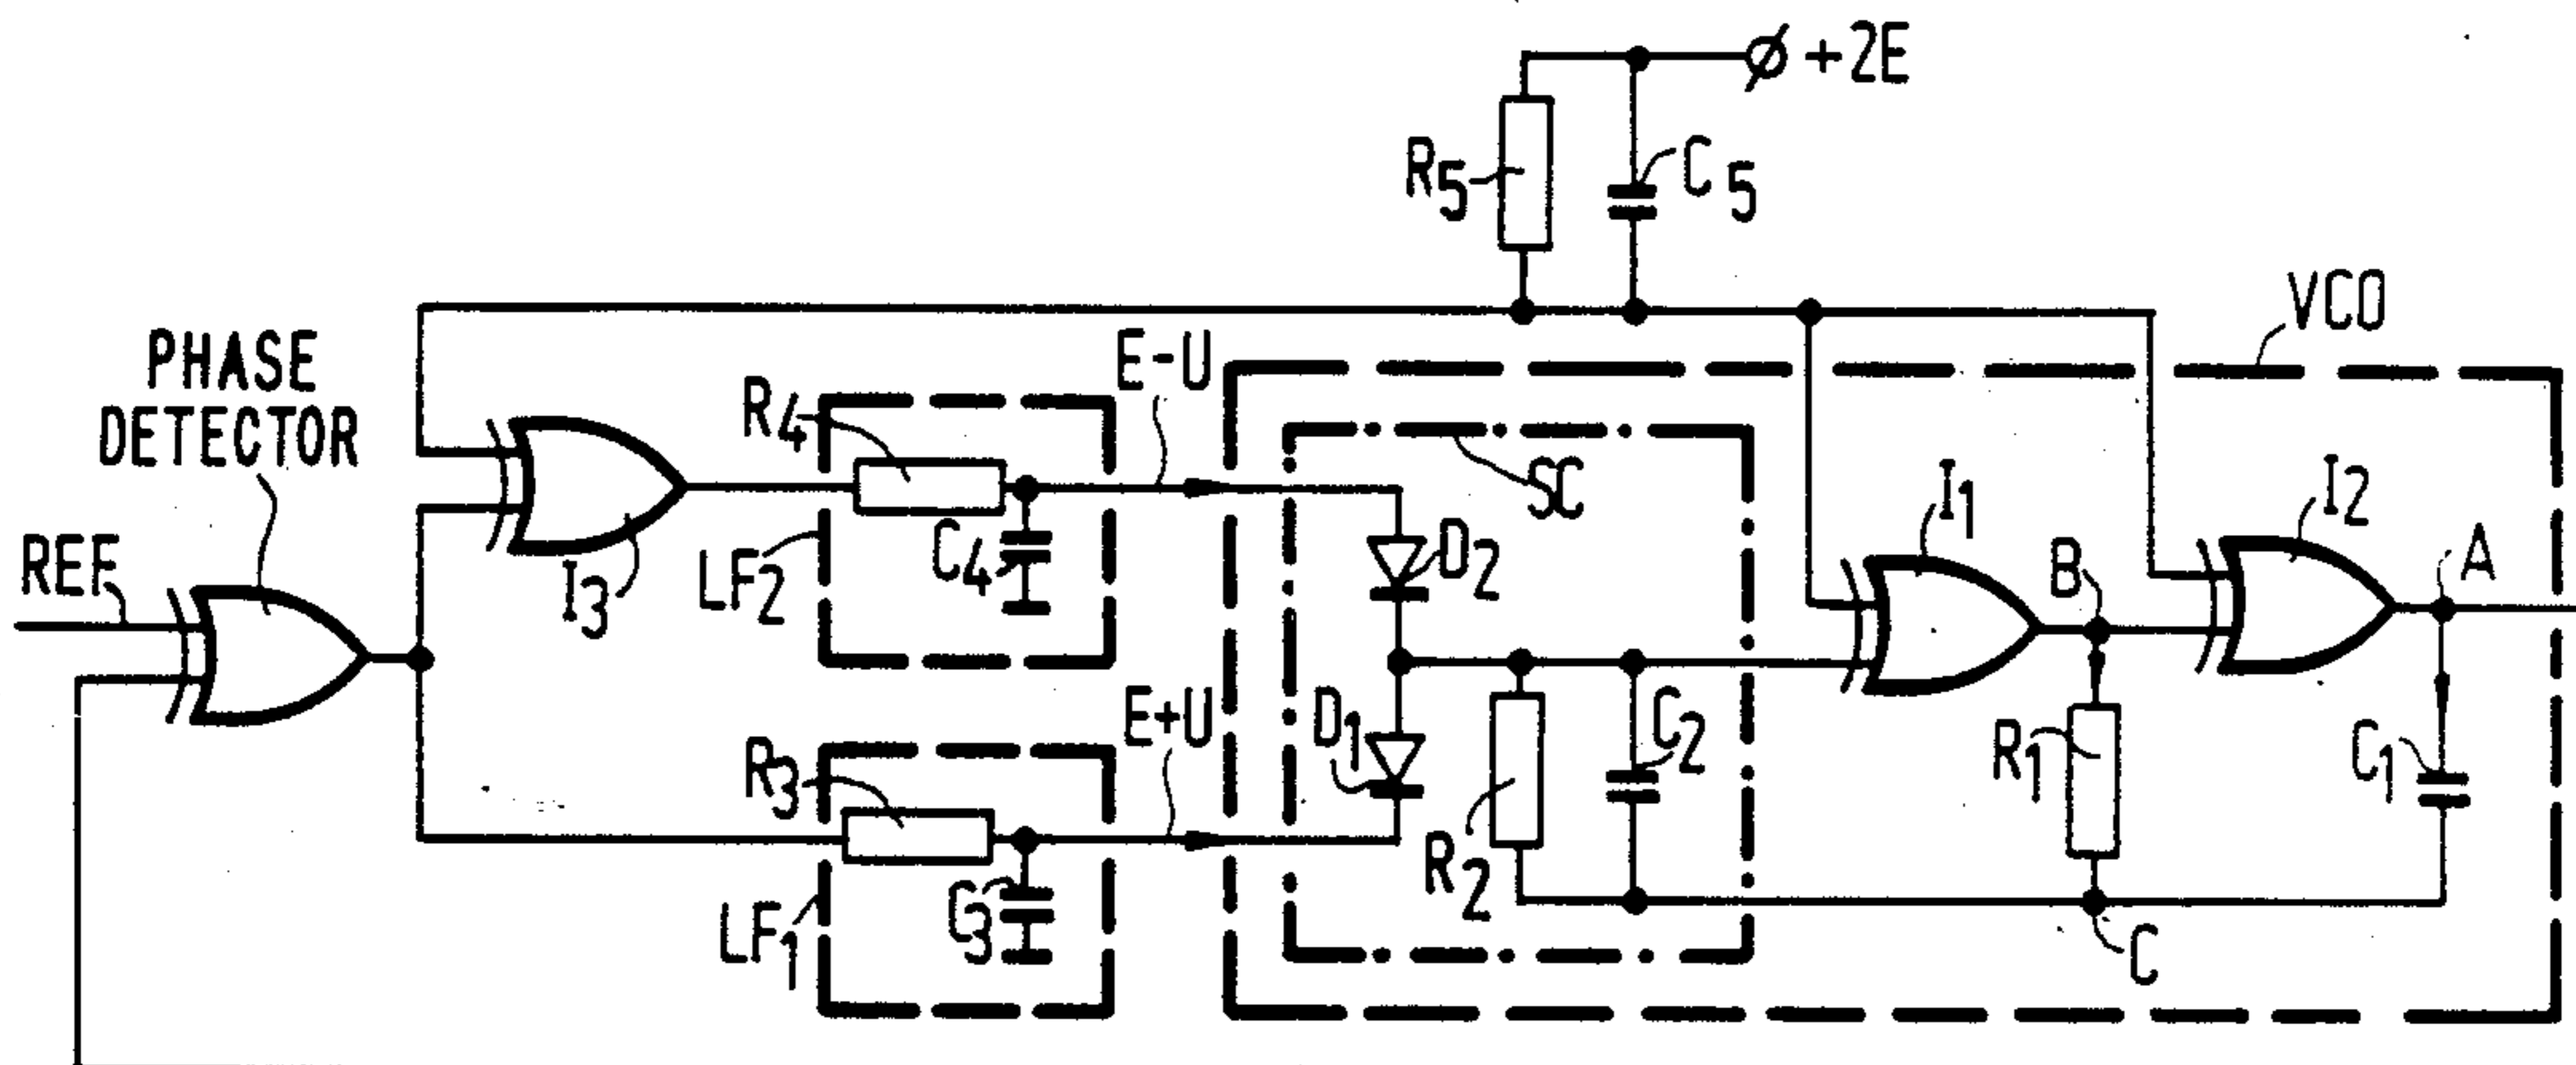 +2E
R5
C5
VCO
PHASE
DETECTOR
E-U
R4
SC
I1
I2
REF
I3
LF2
C4
D2
B
A
E+U
R3
D1
C2
R1
C1
LF1
C3
R2
C